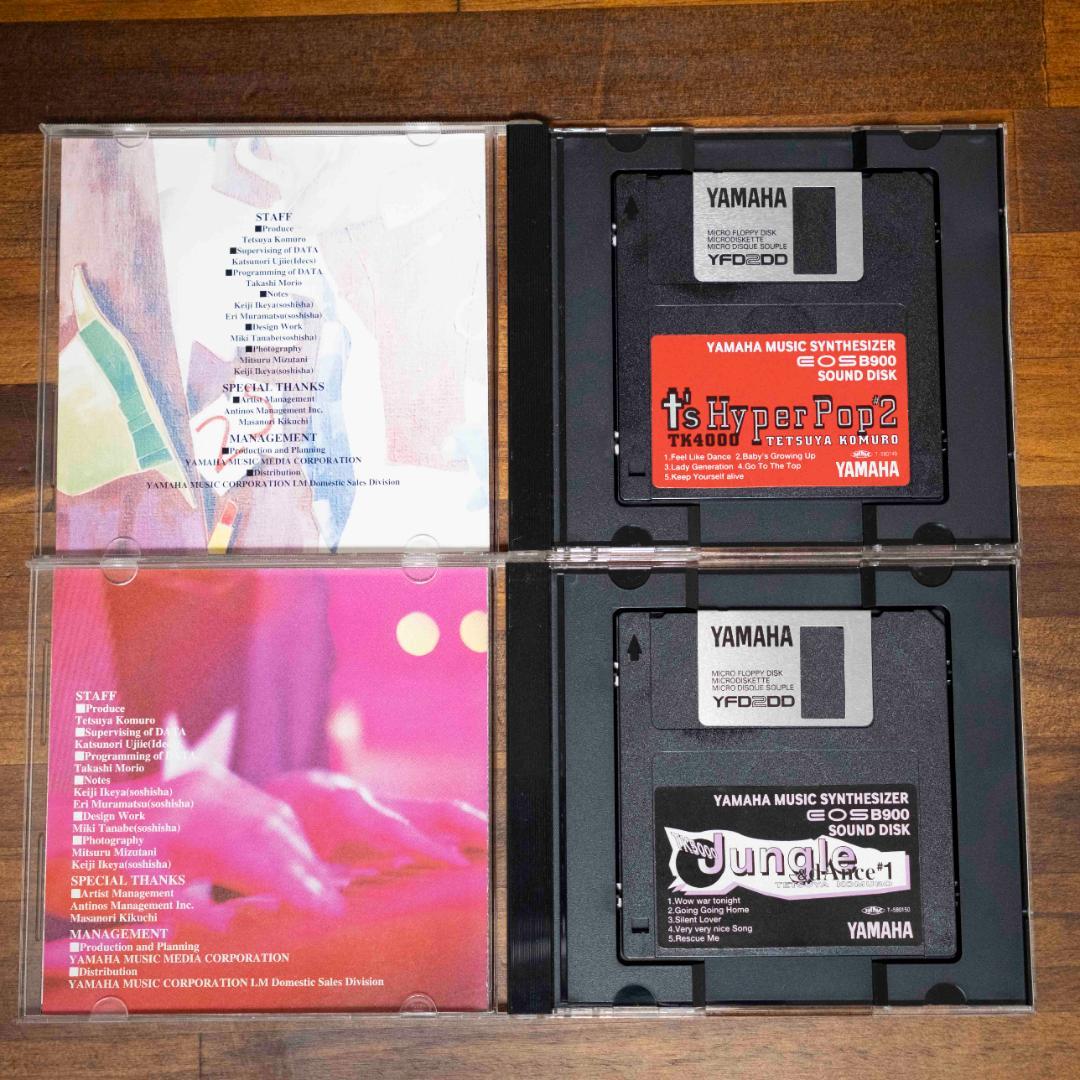 STAFF
■Produce
Tetsuya Komuro
■Supervising of DATA
Katsunori Ujiie(Idecs)
■Programming of DATA
Takashi Morio
■Notes
Keiji Ikeya(soshisha)
Eri Muramatsu(soshisha)
■Design Work
Miki Tanabe(soshisha)
■Photography
Mitsuru Mizutani
Keiji Ikeya(soshisha)
SPECIAL THANKS
■Artist Management
Antinos Management Inc.
Masanori Kikuchi
MANAGEMENT
■Production and Planning
YAMAHA MUSIC MEDIA CORPORATION
■Distribution
YAMAHA MUSIC CORPORATION LM Domestic Sales Division
YAMAHA
MICRO FLOPPY DISK
MICRODISKETTE
MICRO DISQUE SOUPLE
YFD2DD
YAMAHA MUSIC SYNTHESIZER
EOS B900
SOUND DISK
t's Hyper Pop #2
TK4000 TETSUYA KOMURO
1.Feel Like Dance 2.Baby's Growing Up
3.Lady Generation 4.Go To The Top
5.Keep Yourself alive
YAMAHA
STAFF
■Produce
Tetsuya Komuro
■Supervising of DATA
Katsunori Ujiie(Idecs)
■Programming of DATA
Takashi Morio
■Notes
Keiji Ikeya(soshisha)
Eri Muramatsu(soshisha)
■Design Work
Miki Tanabe(soshisha)
■Photography
Mitsuru Mizutani
Keiji Ikeya(soshisha)
SPECIAL THANKS
■Artist Management
Antinos Management Inc.
Masanori Kikuchi
MANAGEMENT
■Production and Planning
YAMAHA MUSIC MEDIA CORPORATION
■Distribution
YAMAHA MUSIC CORPORATION LM Domestic Sales Division
YAMAHA
MICRO FLOPPY DISK
MICRODISKETTE
MICRO DISQUE SOUPLE
YFD2DD
YAMAHA MUSIC SYNTHESIZER
EOS B900
SOUND DISK
Jungle
&dAnce#1
TETSUYA KOMURO
1.Wow war tonight
2.Going Going Home
3.Silent Lover
4.Very very nice Song
5.Rescue Me
YAMAHA